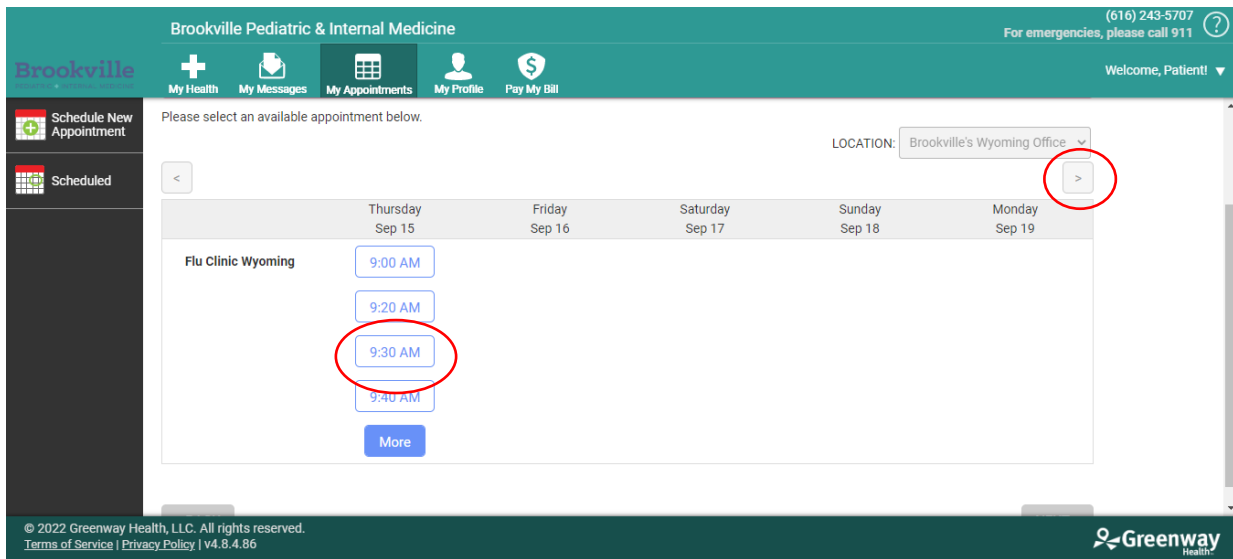 Brookville Pediatric & Internal Medicine
(616) 243-5707
For emergencies, please call 911
?
Brookville
My Health
My Messages
My Appointments
My Profile
Pay My Bill
Welcome, Patient!
Schedule New
Appointment
Scheduled
Please select an available appointment below.
LOCATION: Brookville's Wyoming Office
<
>
Thursday Friday Saturday Sunday Monday
Sep 15 Sep 16 Sep 17 Sep 18 Sep 19
Flu Clinic Wyoming
9:00 AM
9:20 AM
9:30 AM
9:40 AM
More
© 2022 Greenway Health, LLC. All rights reserved.
Terms of Service | Privacy Policy | v4.8.4.86
Greenway
Health